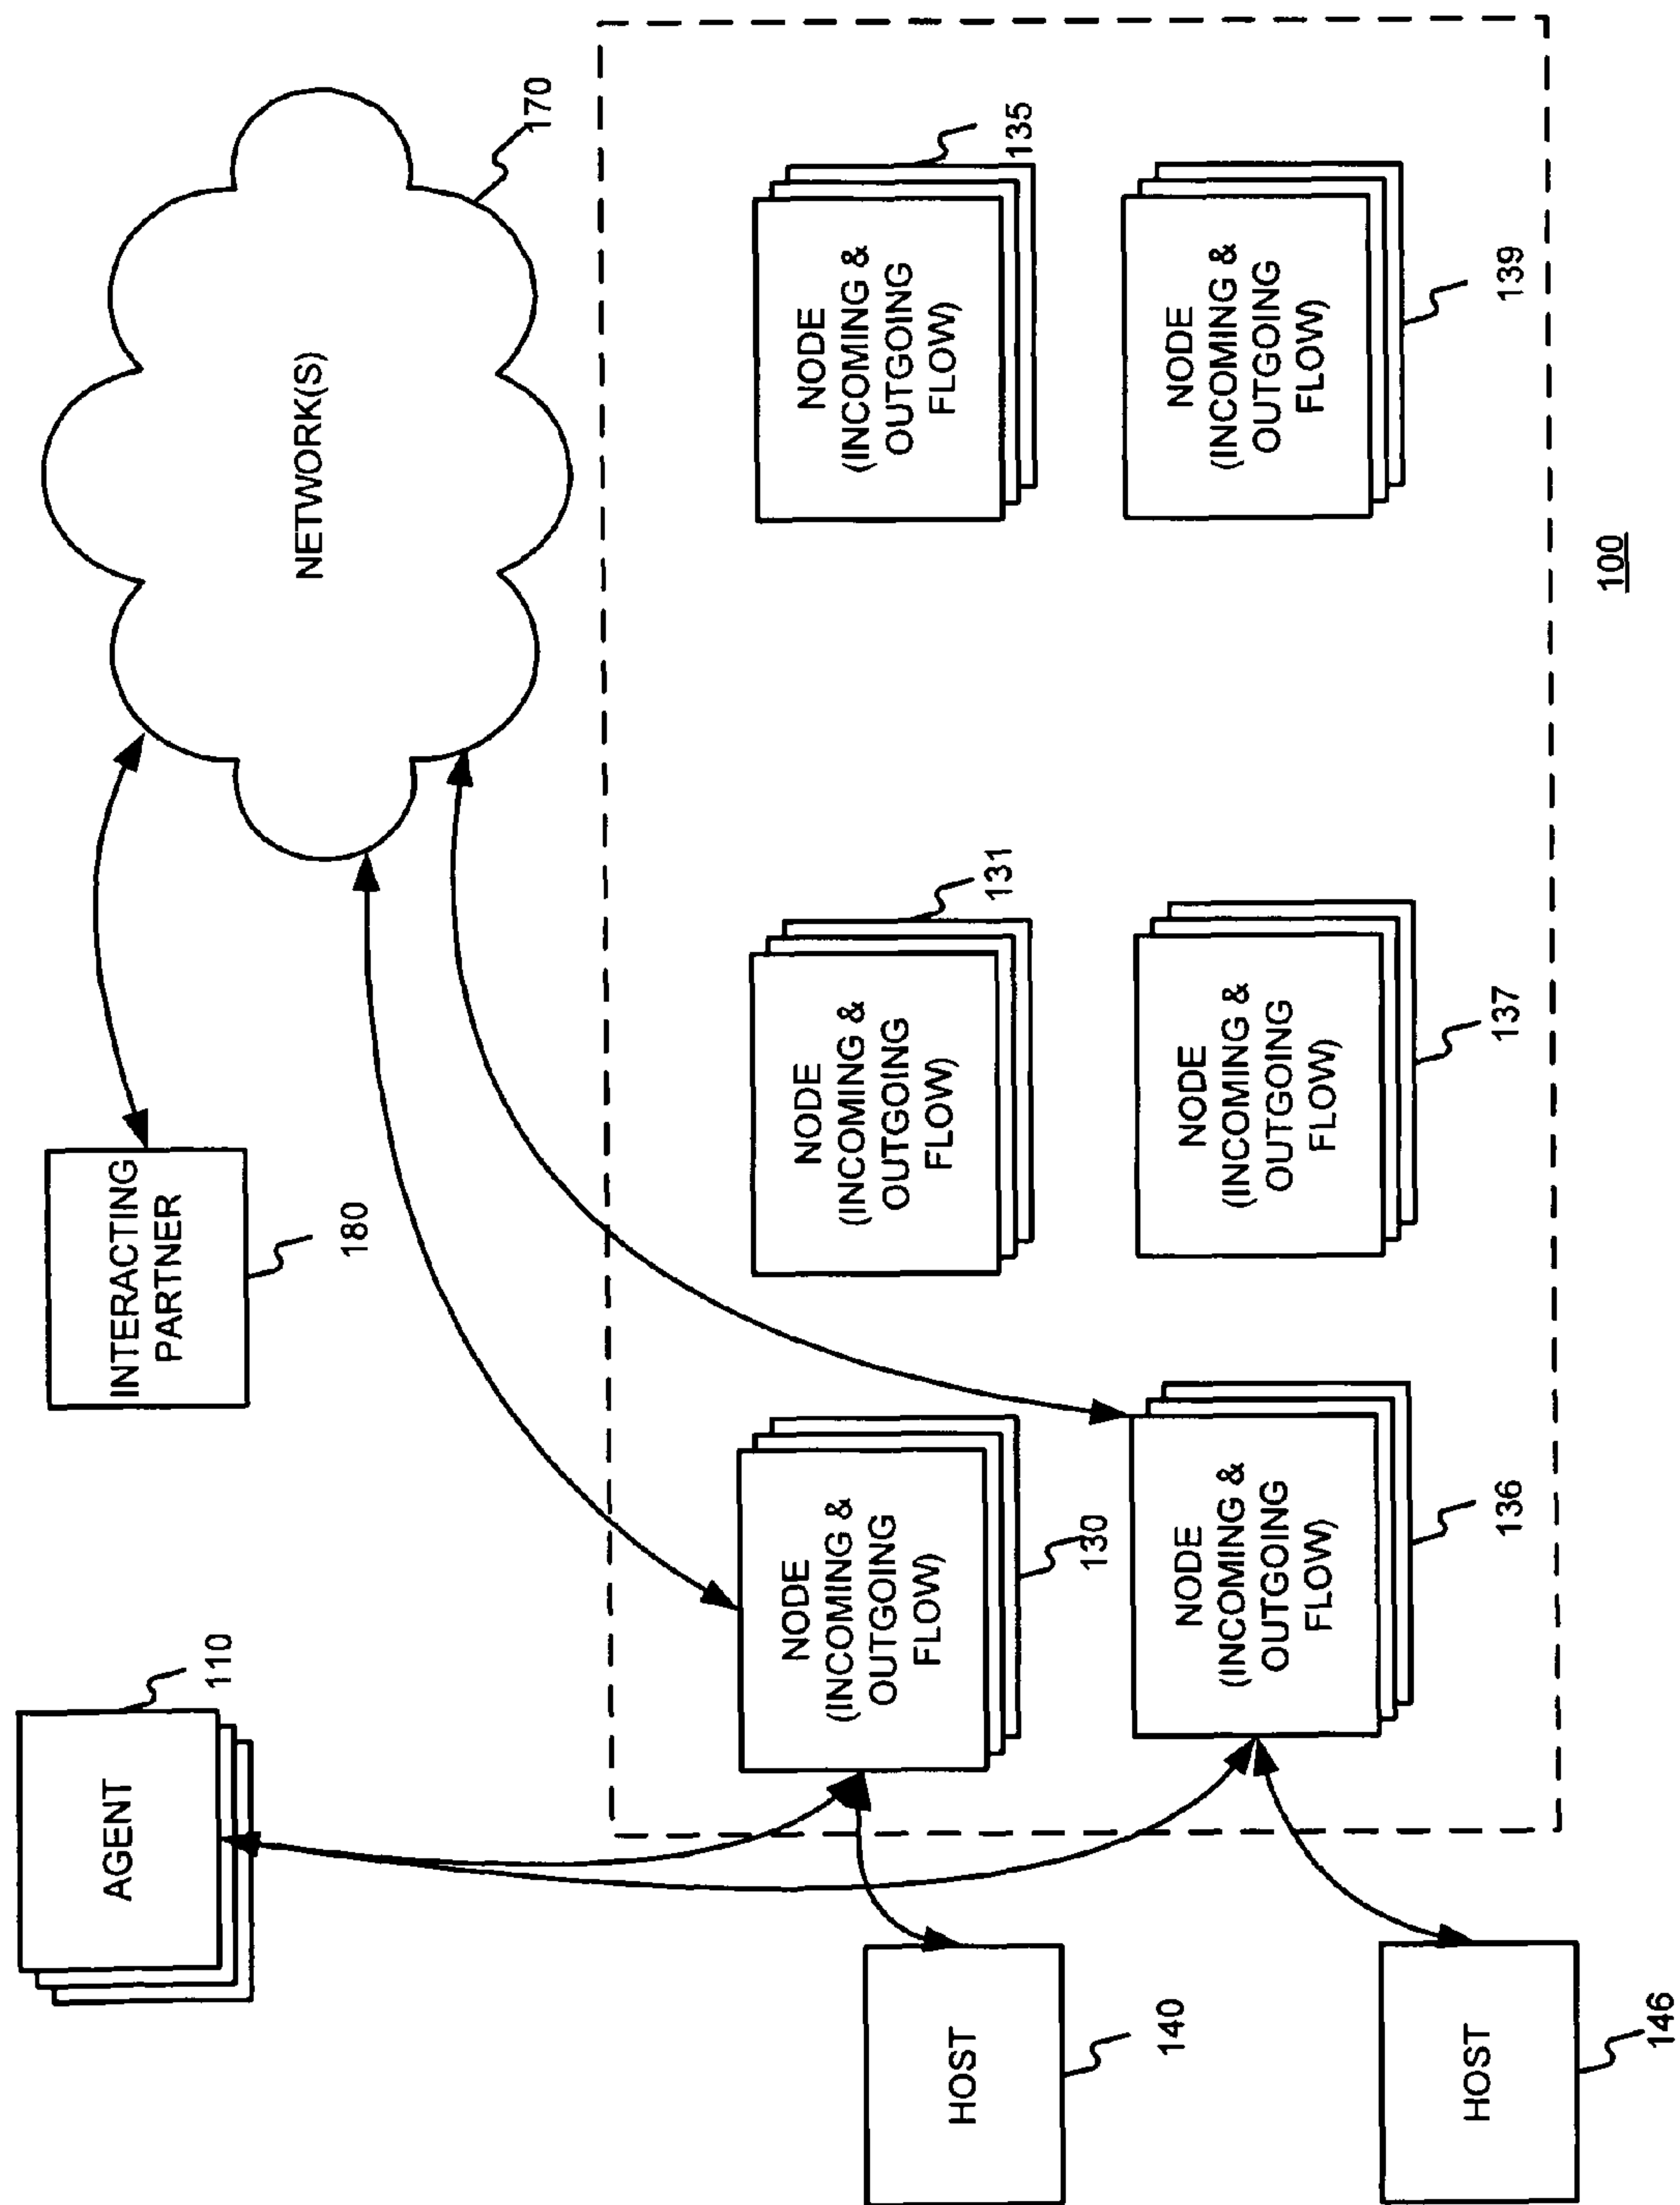 AGENT
110
INTERACTING
PARTNER
180
NETWORK(S)
170
NODE
(INCOMING &
OUTGOING
FLOW)
130
NODE
(INCOMING &
OUTGOING
FLOW)
131
NODE
(INCOMING &
OUTGOING
FLOW)
135
HOST
140
NODE
(INCOMING &
OUTGOING
FLOW)
136
NODE
(INCOMING &
OUTGOING
FLOW)
137
NODE
(INCOMING &
OUTGOING
FLOW)
139
HOST
146
100